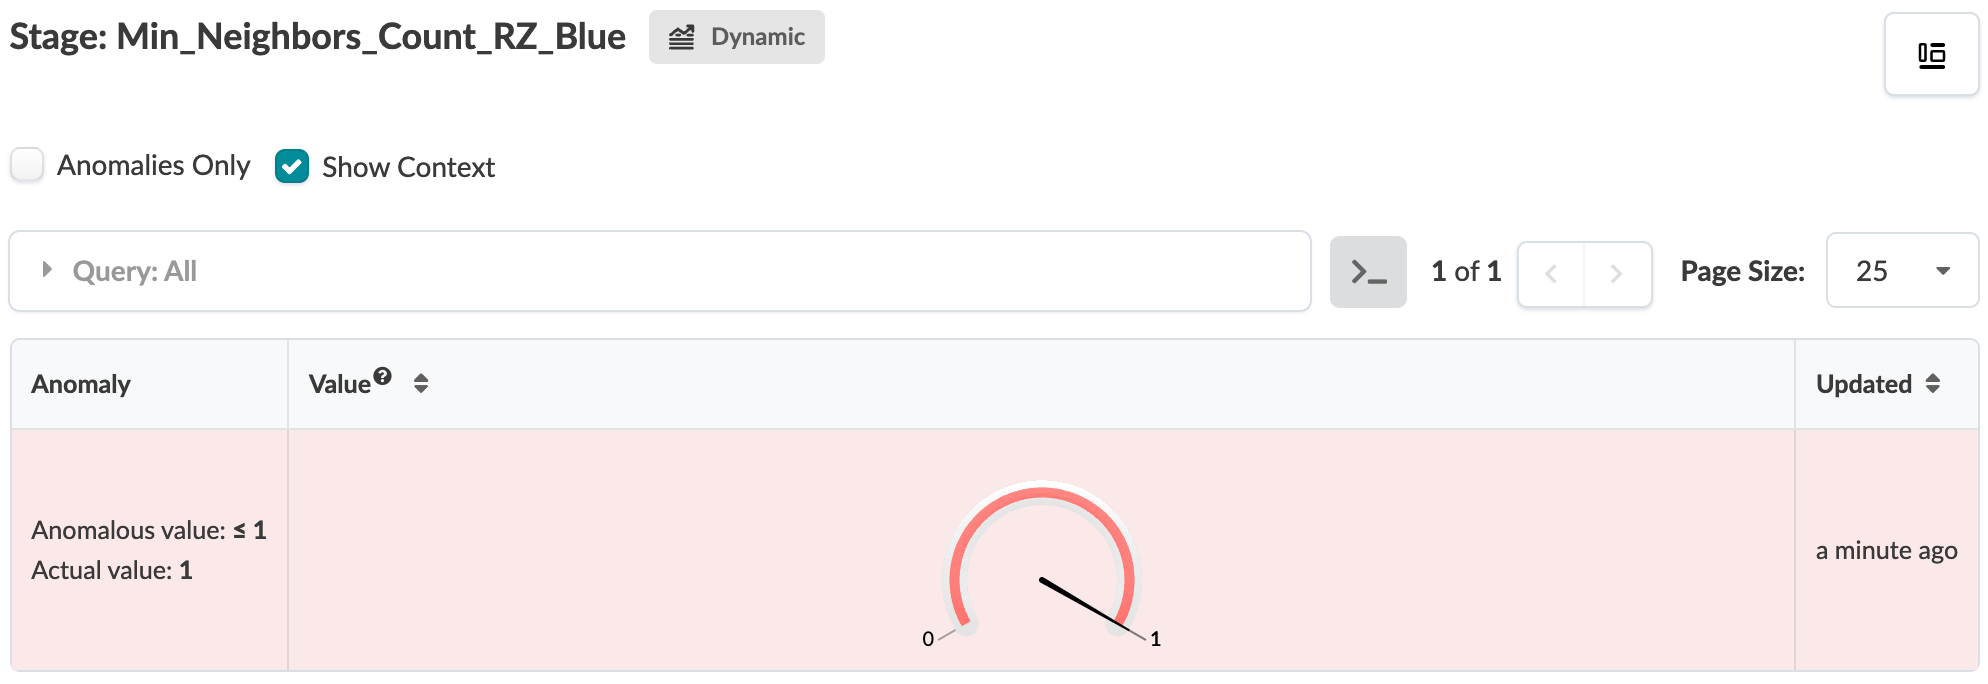 Stage: Min_Neighbors_Count_RZ_Blue Dynamic
Anomalies Only Show Context
Query: All 1 of 1 Page Size: 25
Anomaly Value Updated
Anomalous value: ≤ 1
Actual value: 1
0 1
a minute ago